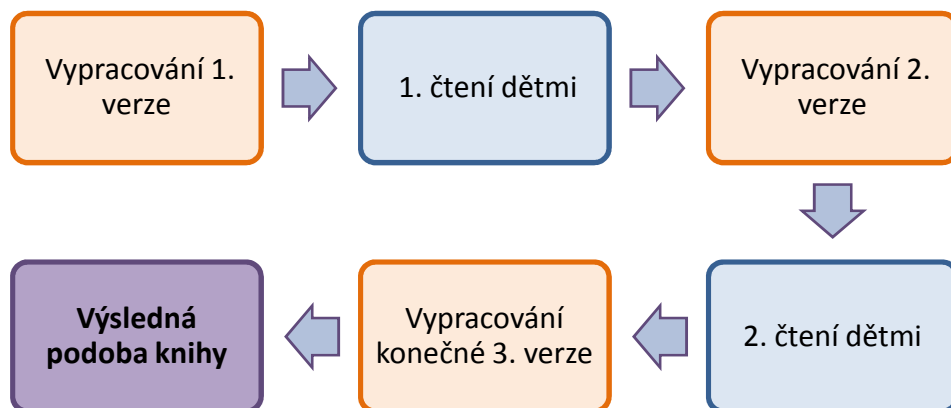 Vypracování 1.
verze
1. čtení dětmi
Vypracování 2.
verze
2. čtení dětmi
Vypracování
konečné 3. verze
Výsledná
podoba knihy